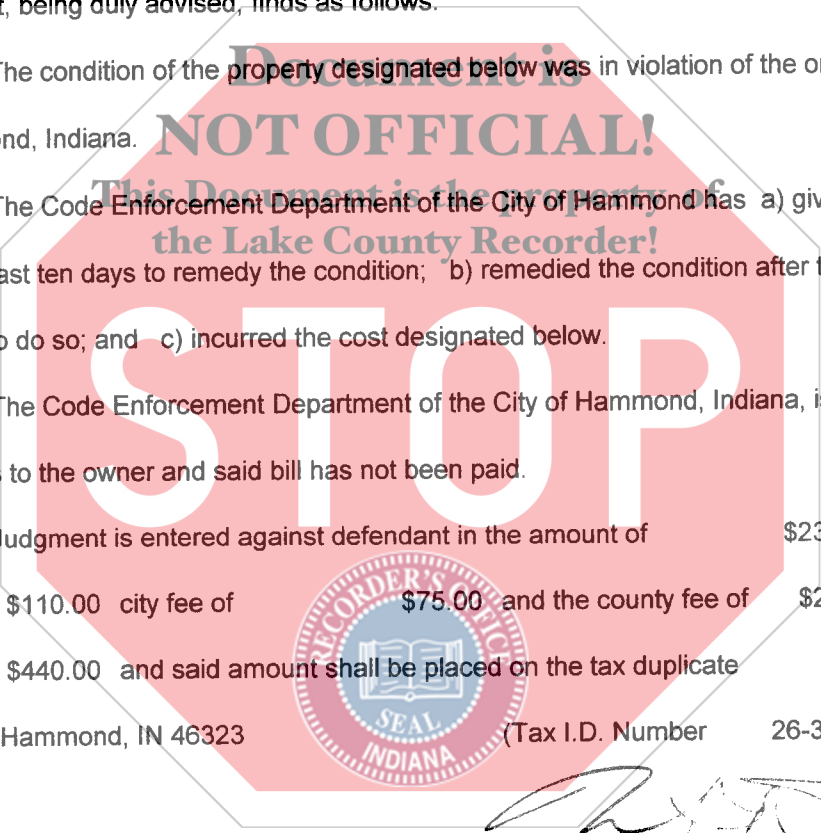 t, being duly advised, finds as follows.
Document is
The condition of the property designated below was in violation of the or
ond, Indiana.
NOT OFFICIAL!
This Document is the property of
The Code Enforcement Department of the City of Hammond has a) giv
the Lake County Recorder!
ast ten days to remedy the condition; b) remedied the condition after t
o do so; and c) incurred the cost designated below.
STOP
The Code Enforcement Department of the City of Hammond, Indiana, is
s to the owner and said bill has not been paid.
Judgment is entered against defendant in the amount of $23
$110.00 city fee of $75.00 and the county fee of $2
$440.00 and said amount shall be placed on the tax duplicate
Hammond, IN 46323 (Tax I.D. Number 26-3
RECORDER'S OFFICE
SEAL
INDIANA